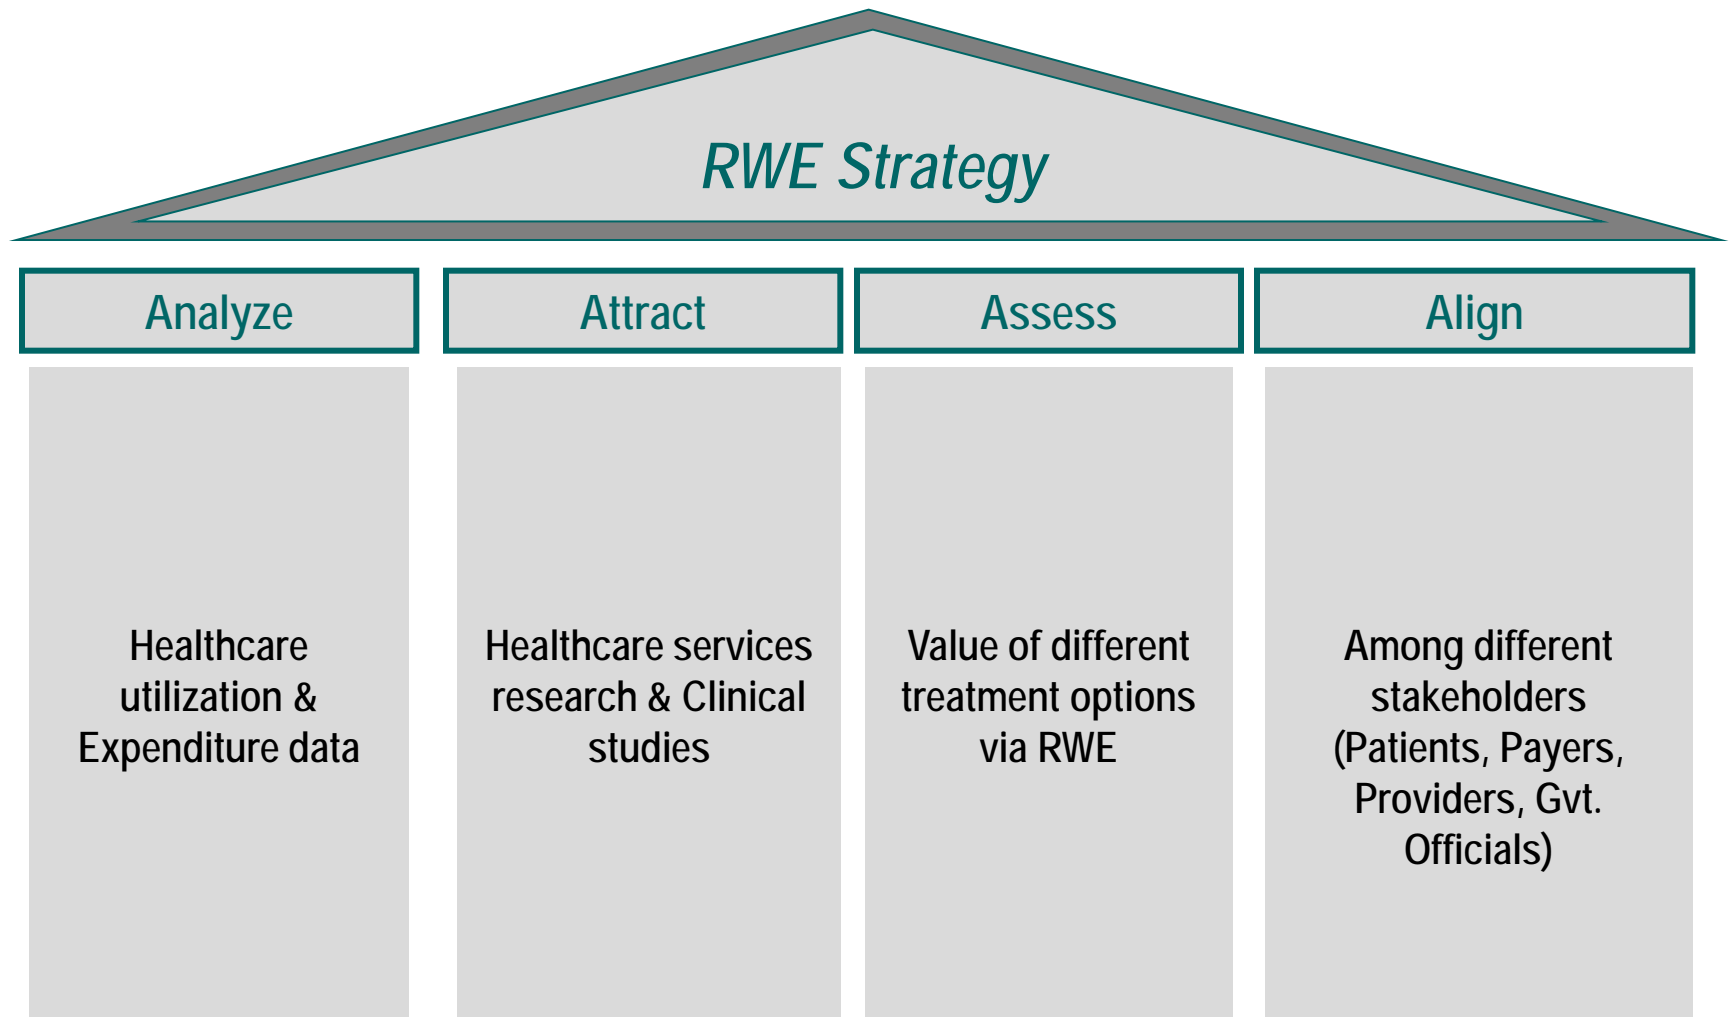 RWE Strategy
Analyze
Attract
Assess
Align
Healthcare
utilization &
Expenditure data
Healthcare services
research & Clinical
studies
Value of different
treatment options
via RWE
Among different
stakeholders
(Patients, Payers,
Providers, Gvt.
Officials)